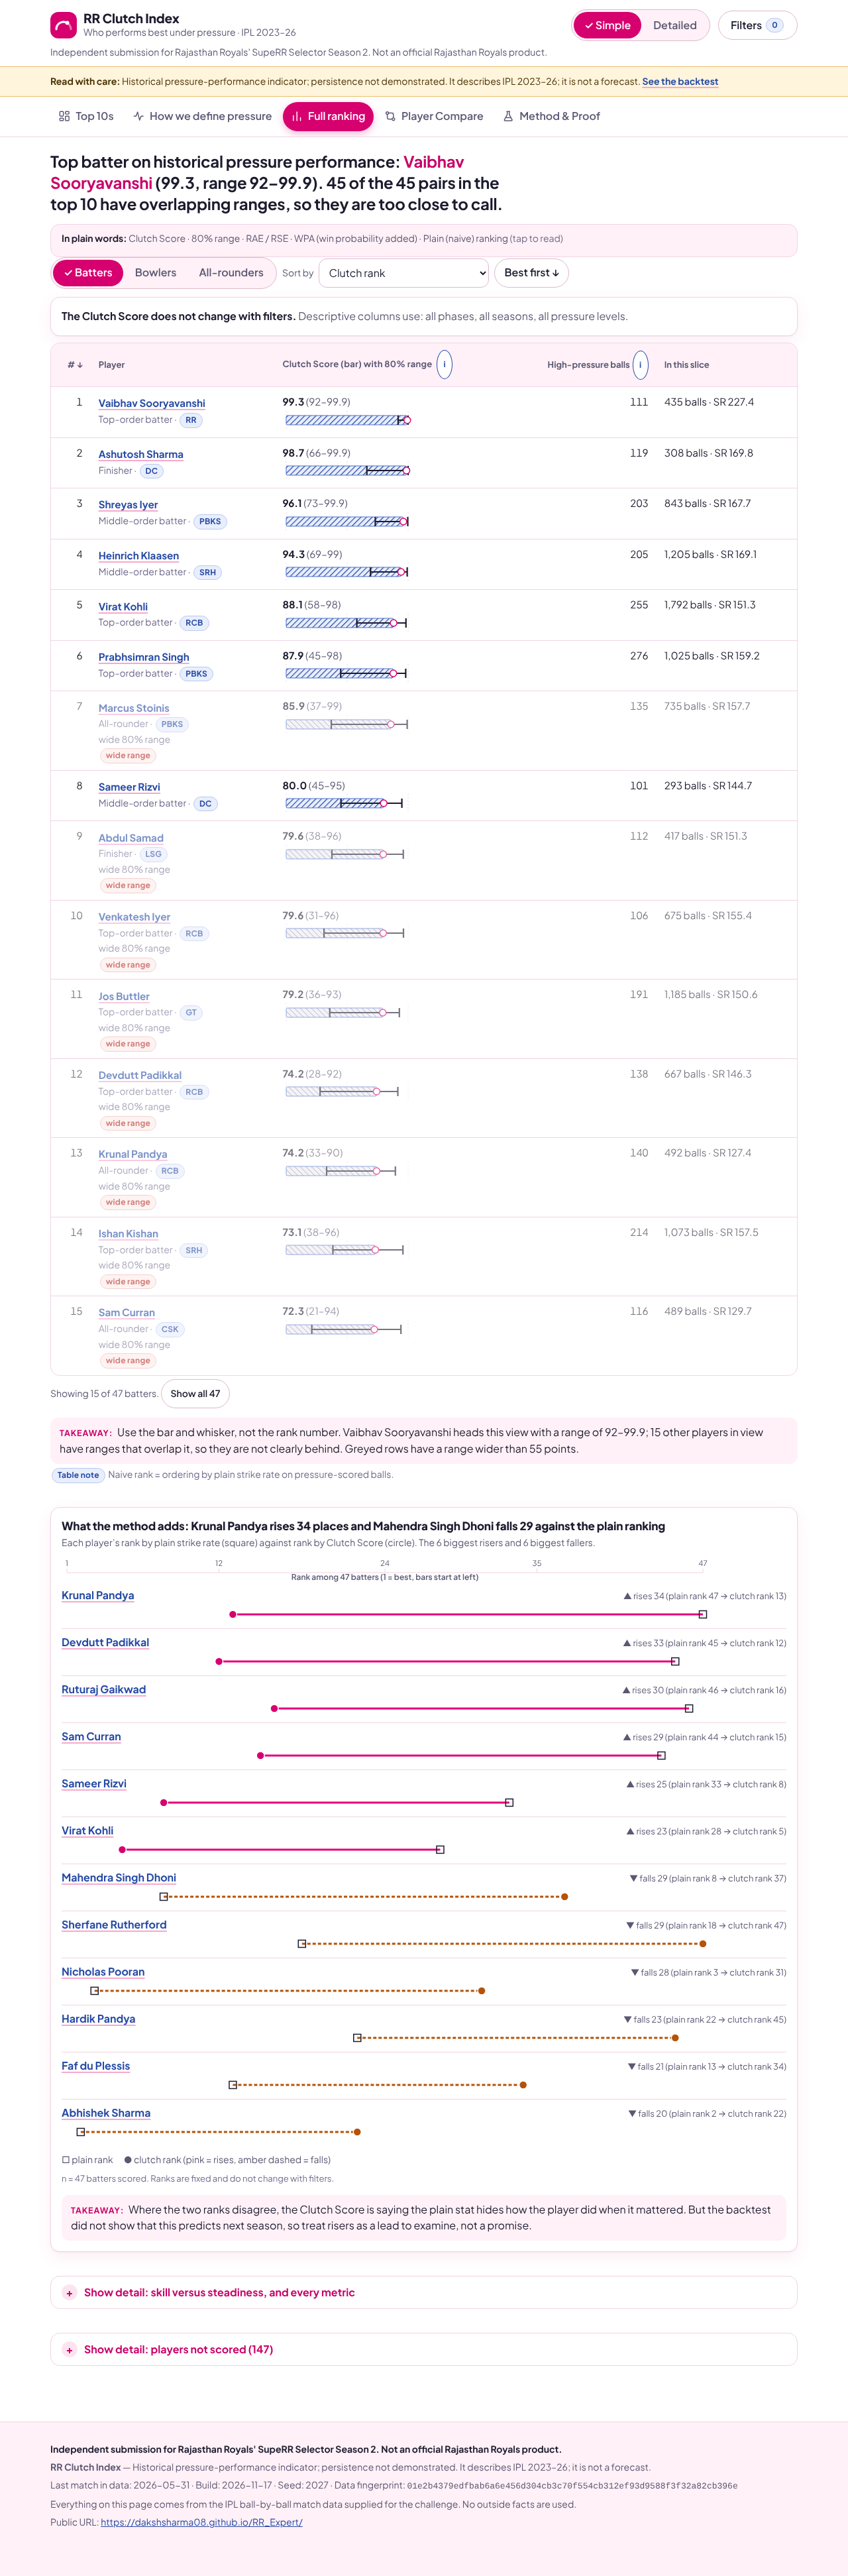 RR Clutch Index
Who performs best under pressure · IPL 2023–26
✓ Simple
Detailed
Filters 0
Independent submission for Rajasthan Royals' SupeRR Selector Season 2. Not an official Rajasthan Royals product.
Read with care: Historical pressure-performance indicator; persistence not demonstrated. It describes IPL 2023–26; it is not a forecast. See the backtest
Top 10s
How we define pressure
Full ranking
Player Compare
Method & Proof
Top batter on historical pressure performance: Vaibhav
Sooryavanshi (99.3, range 92–99.9). 45 of the 45 pairs in the
top 10 have overlapping ranges, so they are too close to call.
In plain words: Clutch Score · 80% range · RAE / RSE · WPA (win probability added) · Plain (naive) ranking (tap to read)
✓ Batters
Bowlers
All-rounders
Sort by
Clutch rank
Best first ↓
The Clutch Score does not change with filters. Descriptive columns use: all phases, all seasons, all pressure levels.
# ↓
Player
Clutch Score (bar) with 80% range i
High-pressure balls i
In this slice
1
Vaibhav Sooryavanshi
Top-order batter · RR
99.3 (92–99.9)
111
435 balls · SR 227.4
2
Ashutosh Sharma
Finisher · DC
98.7 (66–99.9)
119
308 balls · SR 169.8
3
Shreyas Iyer
Middle-order batter · PBKS
96.1 (73–99.9)
203
843 balls · SR 167.7
4
Heinrich Klaasen
Middle-order batter · SRH
94.3 (69–99)
205
1,205 balls · SR 169.1
5
Virat Kohli
Top-order batter · RCB
88.1 (58–98)
255
1,792 balls · SR 151.3
6
Prabhsimran Singh
Top-order batter · PBKS
87.9 (45–98)
276
1,025 balls · SR 159.2
7
Marcus Stoinis
All-rounder · PBKS
wide 80% range
wide range
85.9 (37–99)
135
735 balls · SR 157.7
8
Sameer Rizvi
Middle-order batter · DC
80.0 (45–95)
101
293 balls · SR 144.7
9
Abdul Samad
Finisher · LSG
wide 80% range
wide range
79.6 (38–96)
112
417 balls · SR 151.3
10
Venkatesh Iyer
Top-order batter · RCB
wide 80% range
wide range
79.6 (31–96)
106
675 balls · SR 155.4
11
Jos Buttler
Top-order batter · GT
wide 80% range
wide range
79.2 (36–93)
191
1,185 balls · SR 150.6
12
Devdutt Padikkal
Top-order batter · RCB
wide 80% range
wide range
74.2 (28–92)
138
667 balls · SR 146.3
13
Krunal Pandya
All-rounder · RCB
wide 80% range
wide range
74.2 (33–90)
140
492 balls · SR 127.4
14
Ishan Kishan
Top-order batter · SRH
wide 80% range
wide range
73.1 (38–96)
214
1,073 balls · SR 157.5
15
Sam Curran
All-rounder · CSK
wide 80% range
wide range
72.3 (21–94)
116
489 balls · SR 129.7
Showing 15 of 47 batters. Show all 47
TAKEAWAY: Use the bar and whisker, not the rank number. Vaibhav Sooryavanshi heads this view with a range of 92–99.9; 15 other players in view
have ranges that overlap it, so they are not clearly behind. Greyed rows have a range wider than 55 points.
Table note Naive rank = ordering by plain strike rate on pressure-scored balls.
What the method adds: Krunal Pandya rises 34 places and Mahendra Singh Dhoni falls 29 against the plain ranking
Each player's rank by plain strike rate (square) against rank by Clutch Score (circle). The 6 biggest risers and 6 biggest fallers.
1 12 24 35 47
Rank among 47 batters (1 = best, bars start at left)
Krunal Pandya
▲ rises 34 (plain rank 47 → clutch rank 13)
Devdutt Padikkal
▲ rises 33 (plain rank 45 → clutch rank 12)
Ruturaj Gaikwad
▲ rises 30 (plain rank 46 → clutch rank 16)
Sam Curran
▲ rises 29 (plain rank 44 → clutch rank 15)
Sameer Rizvi
▲ rises 25 (plain rank 33 → clutch rank 8)
Virat Kohli
▲ rises 23 (plain rank 28 → clutch rank 5)
Mahendra Singh Dhoni
▼ falls 29 (plain rank 8 → clutch rank 37)
Sherfane Rutherford
▼ falls 29 (plain rank 18 → clutch rank 47)
Nicholas Pooran
▼ falls 28 (plain rank 3 → clutch rank 31)
Hardik Pandya
▼ falls 23 (plain rank 22 → clutch rank 45)
Faf du Plessis
▼ falls 21 (plain rank 13 → clutch rank 34)
Abhishek Sharma
▼ falls 20 (plain rank 2 → clutch rank 22)
☐ plain rank ● clutch rank (pink = rises, amber dashed = falls)
n = 47 batters scored. Ranks are fixed and do not change with filters.
TAKEAWAY: Where the two ranks disagree, the Clutch Score is saying the plain stat hides how the player did when it mattered. But the backtest
did not show that this predicts next season, so treat risers as a lead to examine, not a promise.
+ Show detail: skill versus steadiness, and every metric
+ Show detail: players not scored (147)
Independent submission for Rajasthan Royals' SupeRR Selector Season 2. Not an official Rajasthan Royals product.
RR Clutch Index — Historical pressure-performance indicator; persistence not demonstrated. It describes IPL 2023–26; it is not a forecast.
Last match in data: 2026-05-31 · Build: 2026-11-17 · Seed: 2027 · Data fingerprint: 01e2b4379edfbab6a6e456d304cb3c70f554cb312ef93d9588f3f32a82cb396e
Everything on this page comes from the IPL ball-by-ball match data supplied for the challenge. No outside facts are used.
Public URL: https://dakshsharma08.github.io/RR_Expert/